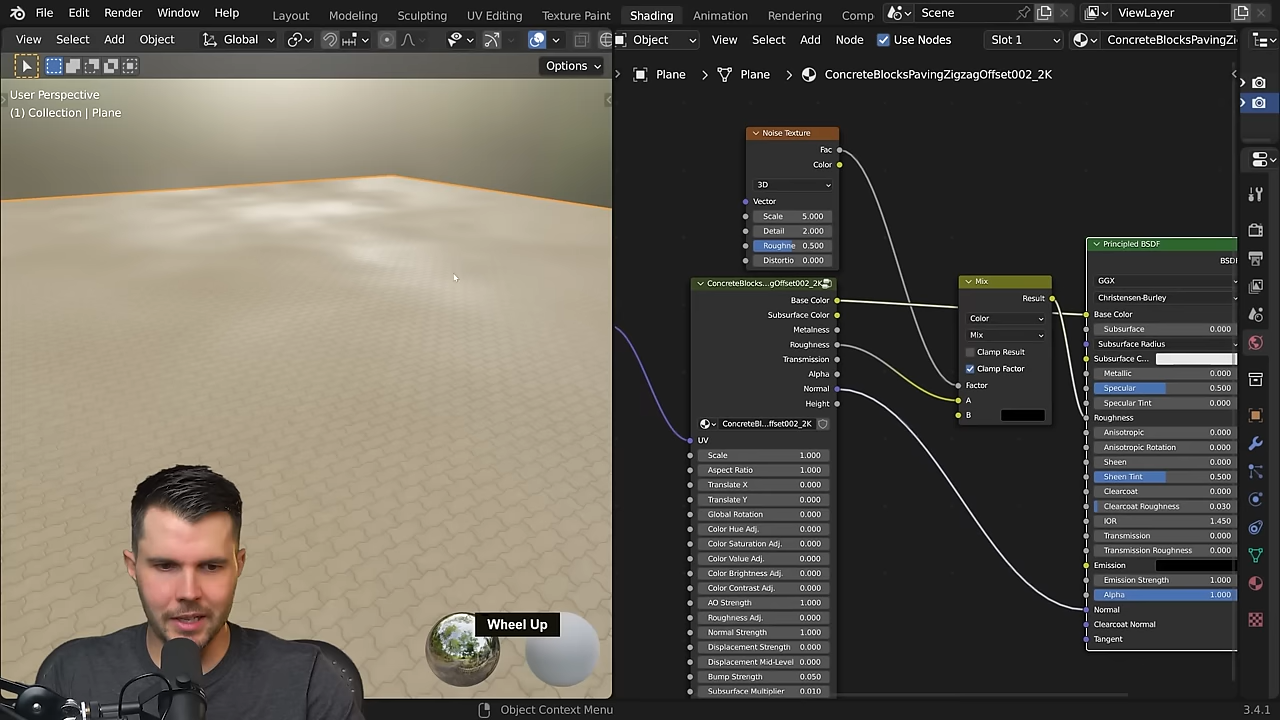 File Edit Render Window Help Layout Modeling Sculpting UV Editing Texture Paint Shading Animation Rendering Comp Scene ViewLayer
View Select Add Object Global
Object View Select Add Node Use Nodes Slot 1 ConcreteBlocksPavingZi
Options
User Perspective
(1) Collection | Plane
Plane Plane ConcreteBlocksPavingZigzagOffset002_2K
Noise Texture
Fac
Color
3D
Vector
Scale 5.000
Detail 2.000
Roughne 0.500
Distortio 0.000
ConcreteBlocks...gOffset002_2K
Base Color
Subsurface Color
Metalness
Roughness
Transmission
Alpha
Normal
Height
ConcreteBl...ffset002_2K
UV
Scale 1.000
Aspect Ratio 1.000
Translate X 0.000
Translate Y 0.000
Global Rotation 0.000
Color Hue Adj. 0.000
Color Saturation Adj. 0.000
Color Value Adj. 0.000
Color Brightness Adj. 0.000
Color Contrast Adj. 0.000
AO Strength 1.000
Roughness Adj. 0.000
Normal Strength 1.000
Displacement Strength 0.000
Displacement Mid-Level 0.000
Bump Strength 0.050
Subsurface Multiplier 0.010
Mix
Result
Color
Mix
Clamp Result
Clamp Factor
Factor
A
B
Principled BSDF
BSD
GGX
Christensen-Burley
Base Color
Subsurface 0.000
Subsurface Radius
Subsurface C...
Metallic 0.000
Specular 0.500
Specular Tint 0.000
Roughness
Anisotropic 0.000
Anisotropic Rotation 0.000
Sheen 0.000
Sheen Tint 0.500
Clearcoat 0.000
Clearcoat Roughness 0.030
IOR 1.450
Transmission 0.000
Transmission Roughness 0.000
Emission
Emission Strength 1.000
Alpha 1.000
Normal
Clearcoat Normal
Tangent
Wheel Up
Object Context Menu
3.4.1